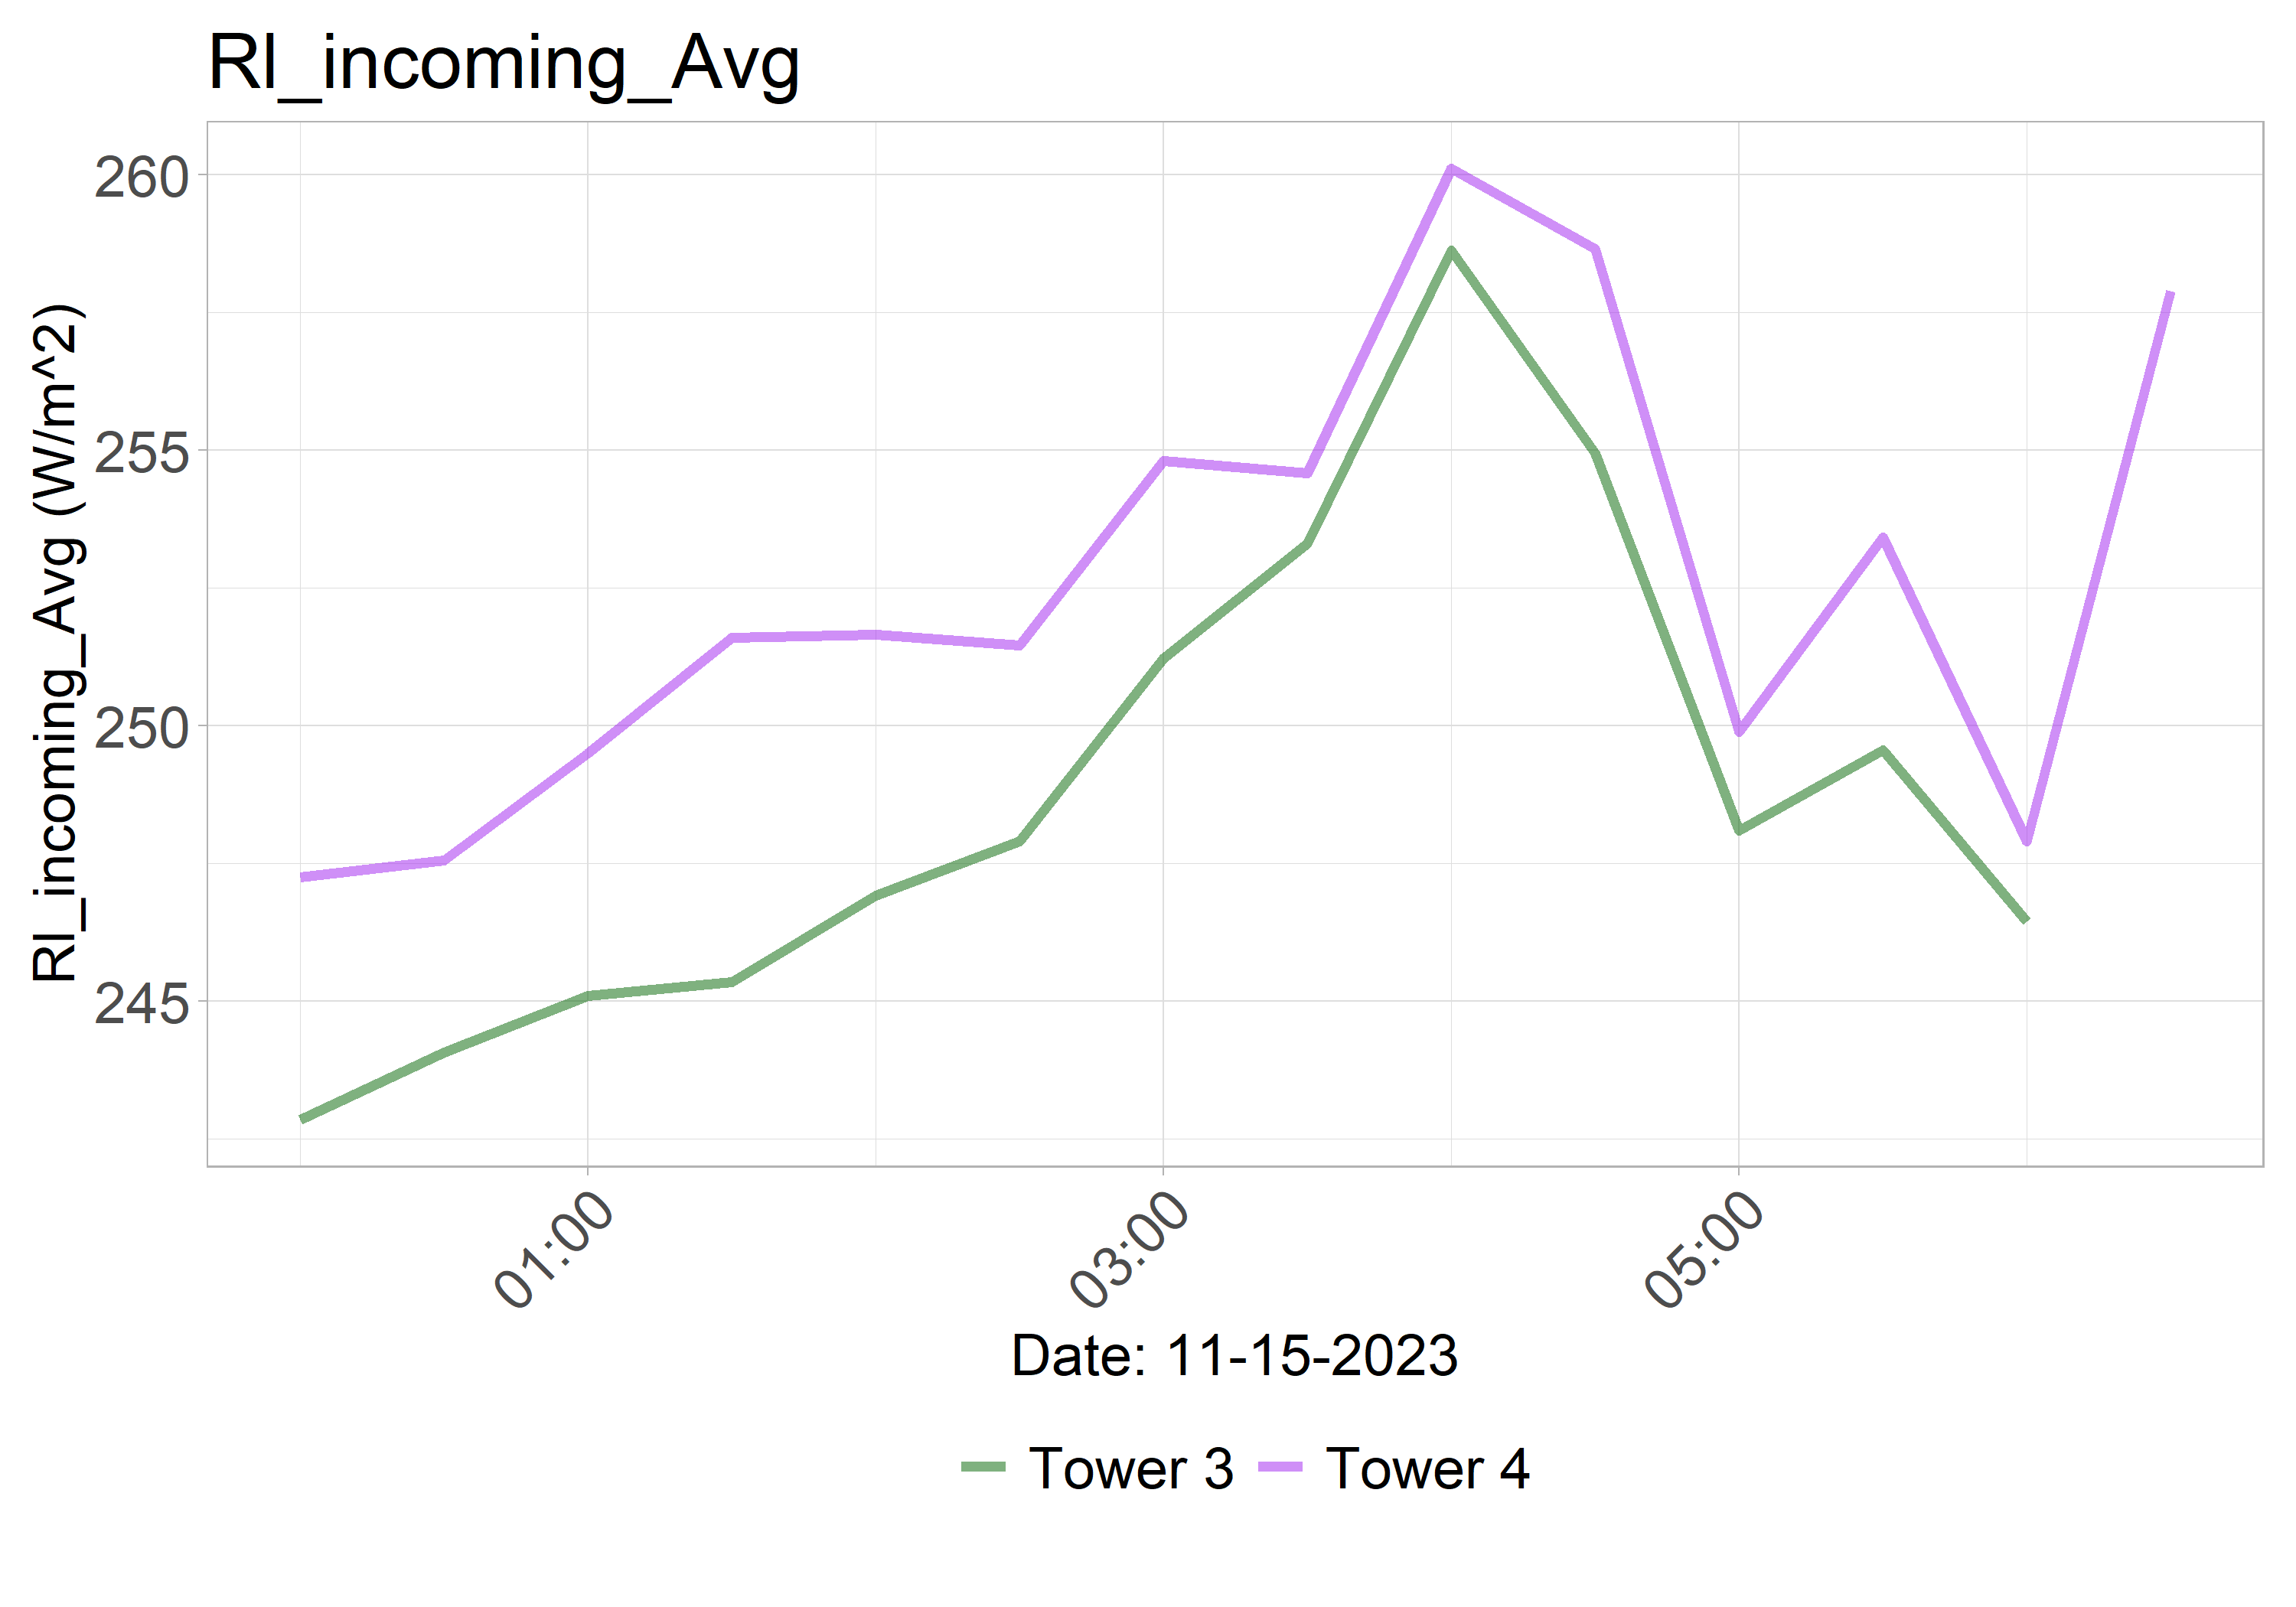 Rl_incoming_Avg
Rl_incoming_Avg (W/m^2)
260
255
250
245
01:00
03:00
05:00
Date: 11-15-2023
Tower 3
Tower 4